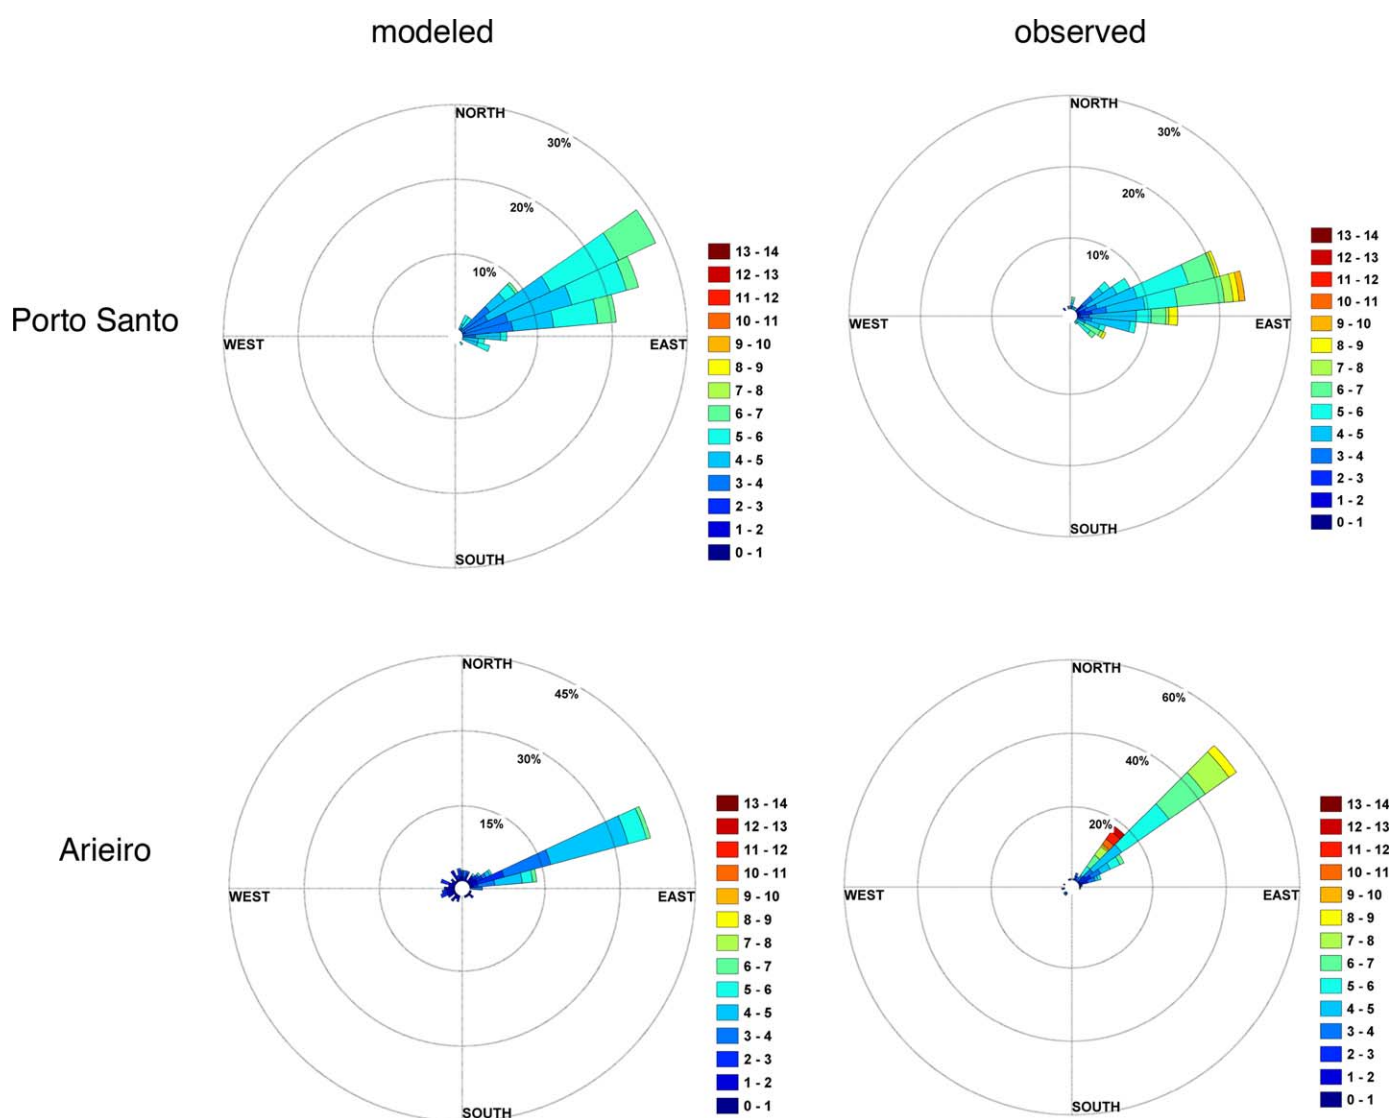 modeled
observed
Porto Santo
NORTH
30%
20%
10%
WEST
EAST
SOUTH
13 - 14
12 - 13
11 - 12
10 - 11
9 - 10
8 - 9
7 - 8
6 - 7
5 - 6
4 - 5
3 - 4
2 - 3
1 - 2
0 - 1
NORTH
30%
20%
10%
WEST
EAST
SOUTH
13 - 14
12 - 13
11 - 12
10 - 11
9 - 10
8 - 9
7 - 8
6 - 7
5 - 6
4 - 5
3 - 4
2 - 3
1 - 2
0 - 1
Arieiro
NORTH
45%
30%
15%
WEST
EAST
SOUTH
13 - 14
12 - 13
11 - 12
10 - 11
9 - 10
8 - 9
7 - 8
6 - 7
5 - 6
4 - 5
3 - 4
2 - 3
1 - 2
0 - 1
NORTH
60%
40%
20%
WEST
EAST
SOUTH
13 - 14
12 - 13
11 - 12
10 - 11
9 - 10
8 - 9
7 - 8
6 - 7
5 - 6
4 - 5
3 - 4
2 - 3
1 - 2
0 - 1